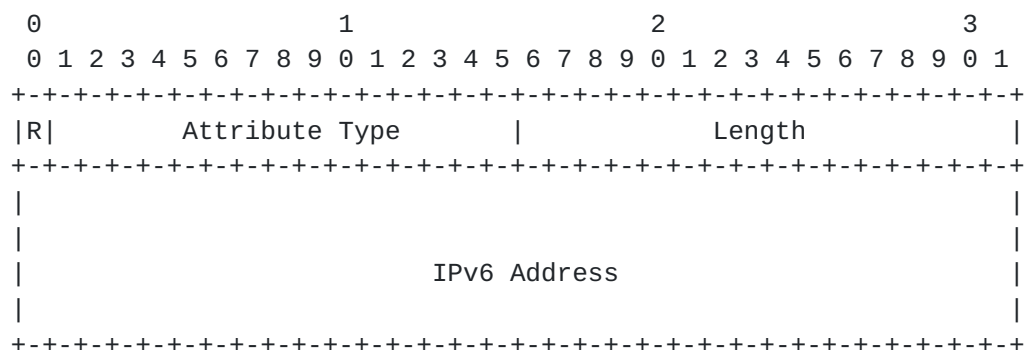 0                   1                   2                   3
 0 1 2 3 4 5 6 7 8 9 0 1 2 3 4 5 6 7 8 9 0 1 2 3 4 5 6 7 8 9 0 1
+-+-+-+-+-+-+-+-+-+-+-+-+-+-+-+-+-+-+-+-+-+-+-+-+-+-+-+-+-+-+-+-+
|R|        Attribute Type       |            Length             |
+-+-+-+-+-+-+-+-+-+-+-+-+-+-+-+-+-+-+-+-+-+-+-+-+-+-+-+-+-+-+-+-+
|                                                               |
|                                                               |
|                          IPv6 Address                         |
|                                                               |
+-+-+-+-+-+-+-+-+-+-+-+-+-+-+-+-+-+-+-+-+-+-+-+-+-+-+-+-+-+-+-+-+